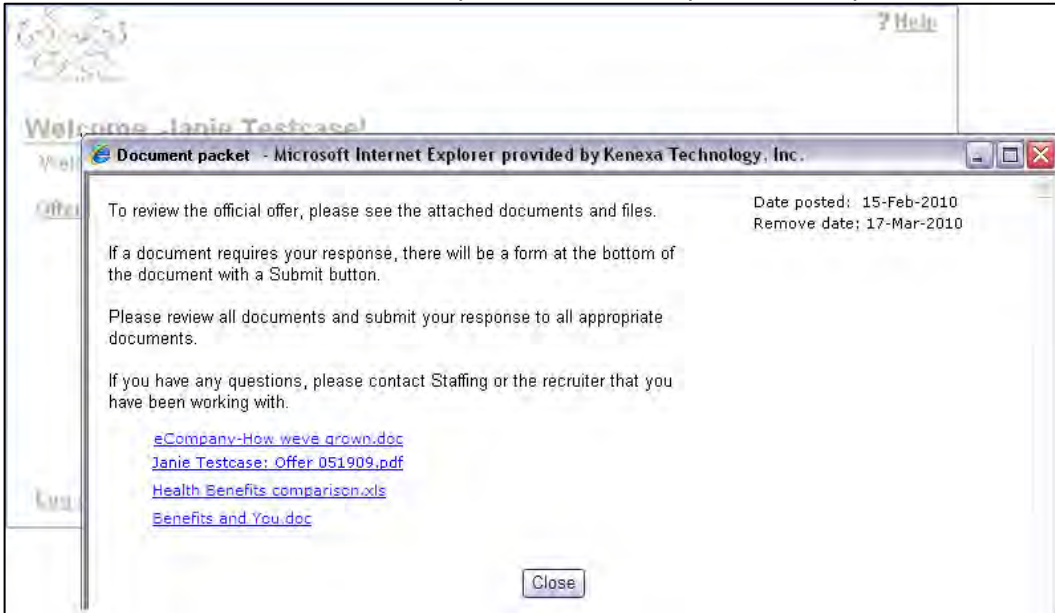 ? Help
Welcome Janie Testcase!
Document packet - Microsoft Internet Explorer provided by Kenexa Technology, Inc.
Date posted: 15-Feb-2010
Remove date: 17-Mar-2010
To review the official offer, please see the attached documents and files.
If a document requires your response, there will be a form at the bottom of
the document with a Submit button.
Please review all documents and submit your response to all appropriate
documents.
If you have any questions, please contact Staffing or the recruiter that you
have been working with.
eCompany-How weve grown.doc
Janie Testcase: Offer 051909.pdf
Health Benefits comparison.xls
Benefits and You.doc
Close